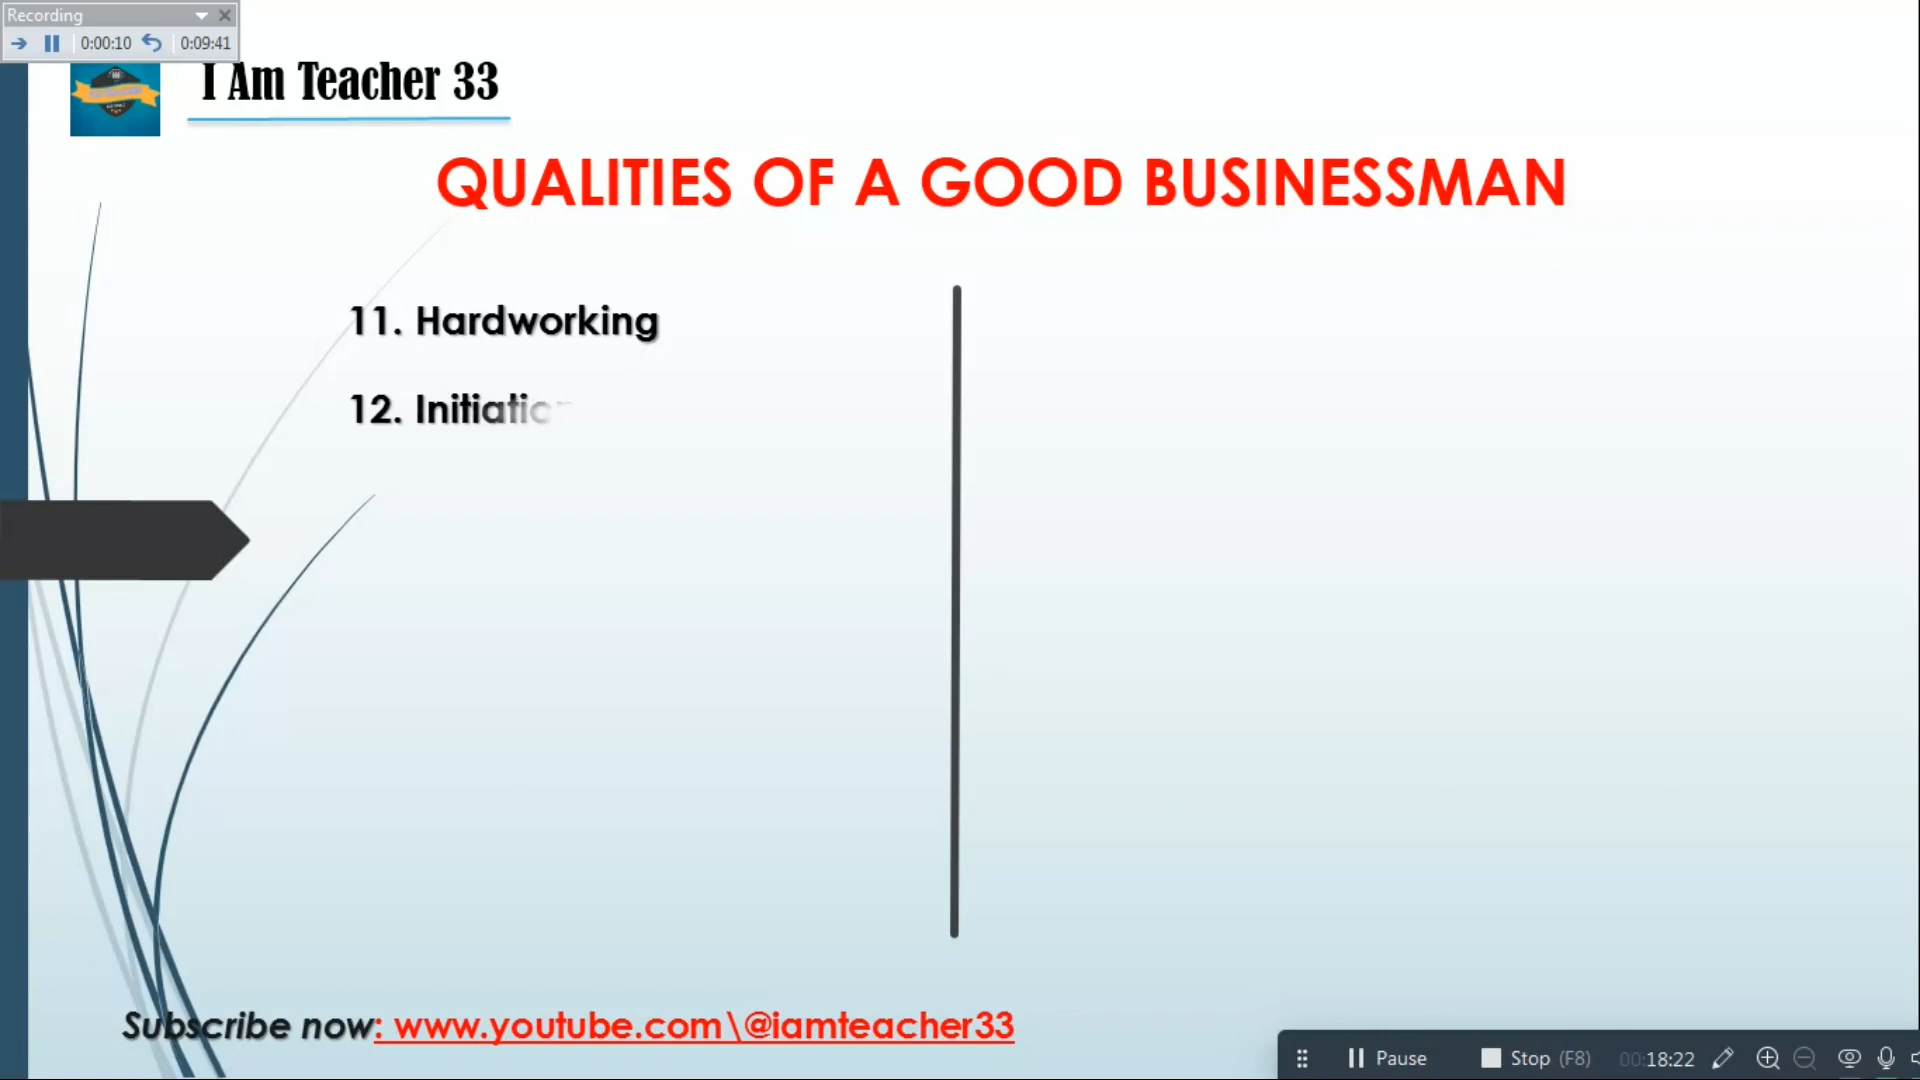 Recording
0:00:10 0:09:41
I Am Teacher 33
QUALITIES OF A GOOD BUSINESSMAN
11. Hardworking
12.
Subscribe now: www.youtube.com\@iamteacher33
Pause Stop (F8) 00:18:22